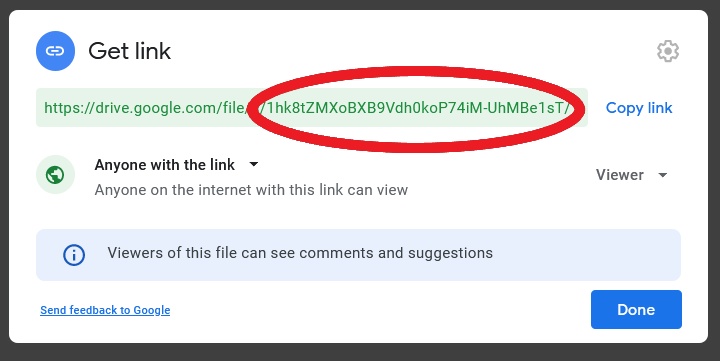 Get link
https://drive.google.com/file/ /1hk8tZMXoBXB9Vdh0koP74iM-UhMBe1sT/
Copy link
Anyone with the link
Anyone on the internet with this link can view
Viewer
Viewers of this file can see comments and suggestions
Send feedback to Google
Done